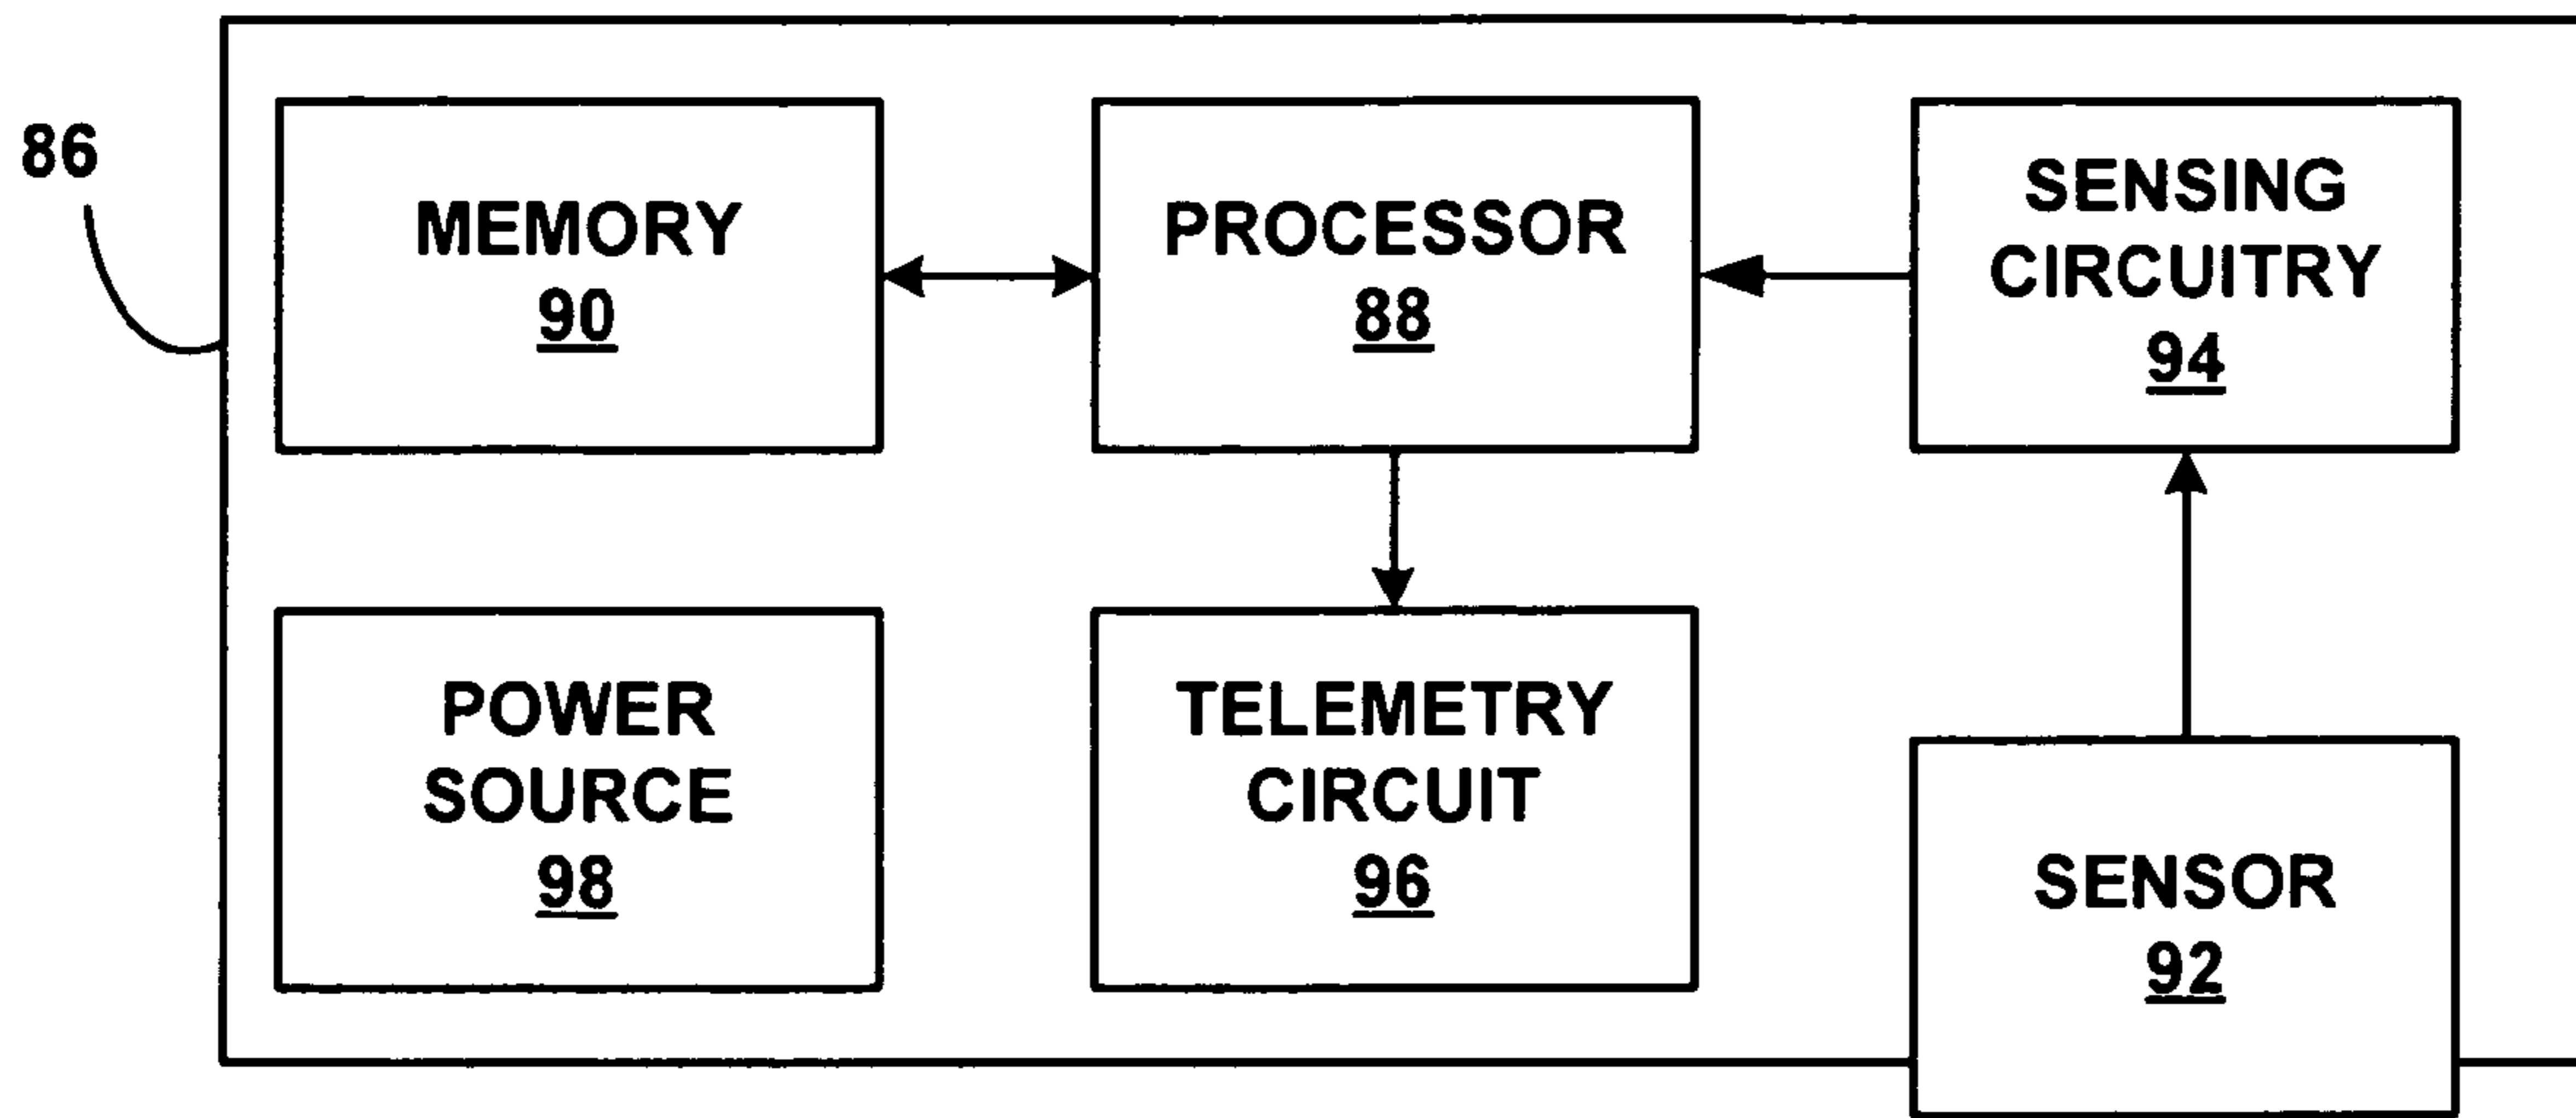 86
MEMORY
90
PROCESSOR
88
SENSING
CIRCUITRY
94
POWER
SOURCE
98
TELEMETRY
CIRCUIT
96
SENSOR
92